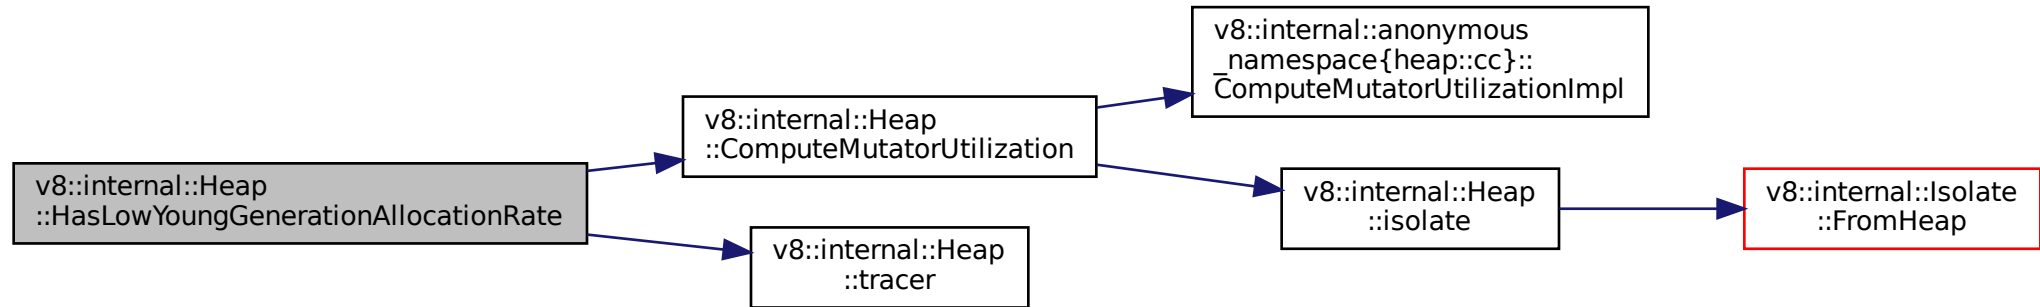 v8::internal::Heap
::HasLowYoungGenerationAllocationRate
v8::internal::Heap
::ComputeMutatorUtilization
v8::internal::anonymous
_namespace{heap::cc}::
ComputeMutatorUtilizationImpl
v8::internal::Heap
::isolate
v8::internal::Isolate
::FromHeap
v8::internal::Heap
::tracer